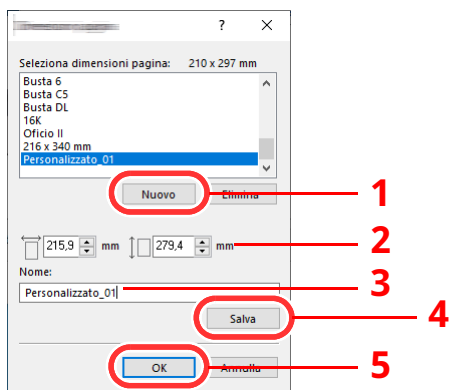 ?
Seleziona dimensioni pagina: 210 x 297 mm
Busta 6
Busta C5
Busta DL
16K
Oficio II
216 x 340 mm
Personalizzato_01
Nuovo Elimina 1
215,9 mm 279,4 mm 2
Nome:
Personalizzato_01 3
Salva 4
OK Annulla 5